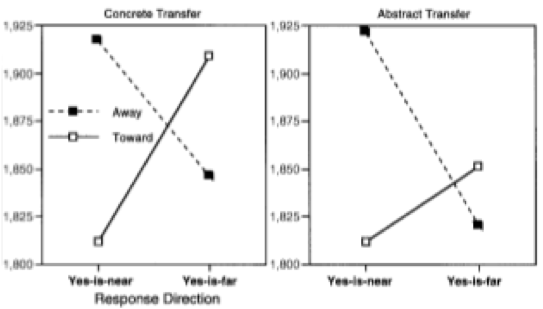 Concrete Transfer
Abstract Transfer
1,925
1,900
1,875
1,850
1,825
1,800
Away
Toward
Yes-is-near
Yes-is-far
Response Direction
1,925
1,900
1,875
1,850
1,825
1,800
Yes-is-near
Yes-is-far